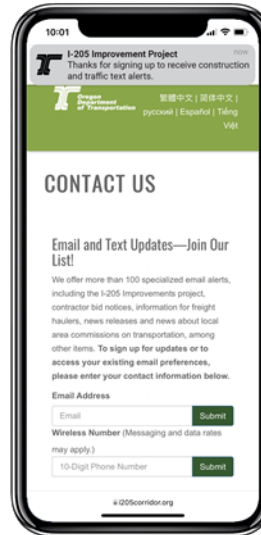 10:01
I-205 Improvement Project
now
Thanks for signing up to receive construction
and traffic text alerts.
Oregon
Department
of Transportation
繁體中文 | 简体中文 |
русский | Español | Tiếng
Việt
CONTACT US
Email and Text Updates—Join Our
List!
We offer more than 100 specialized email alerts,
including the I-205 Improvements project,
contractor bid notices, information for freight
haulers, news releases and news about local
area commissions on transportation, among
other items. To sign up for updates or to
access your existing email preferences,
please enter your contact information below.
Email Address
Email
Submit
Wireless Number (Messaging and data rates
may apply.)
10-Digit Phone Number
Submit
i205corridor.org